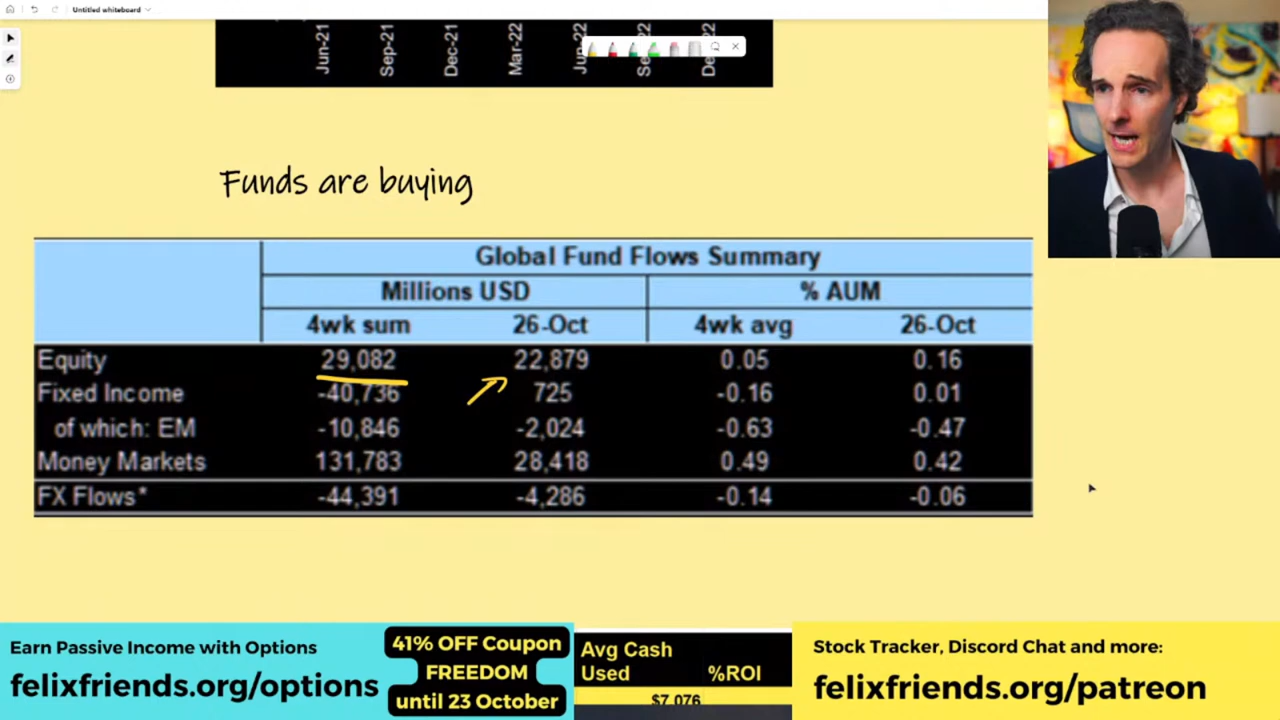 Untitled whiteboard
Jun-21 Sep-21 Dec-21 Mar-22
Funds are buying
Global Fund Flows Summary
Millions USD % AUM
4wk sum 26-Oct 4wk avg 26-Oct
Equity 29,082 22,879 0.05 0.16
Fixed Income -40,736 725 -0.16 0.01
of which: EM -10,846 -2,024 -0.63 -0.47
Money Markets 131,783 28,418 0.49 0.42
FX Flows* -44,391 -4,286 -0.14 -0.06
Earn Passive Income with Options
felixfriends.org/options
41% OFF Coupon
FREEDOM
until 23 October
Avg Cash
Used %ROI
$7,076
Stock Tracker, Discord Chat and more:
felixfriends.org/patreon